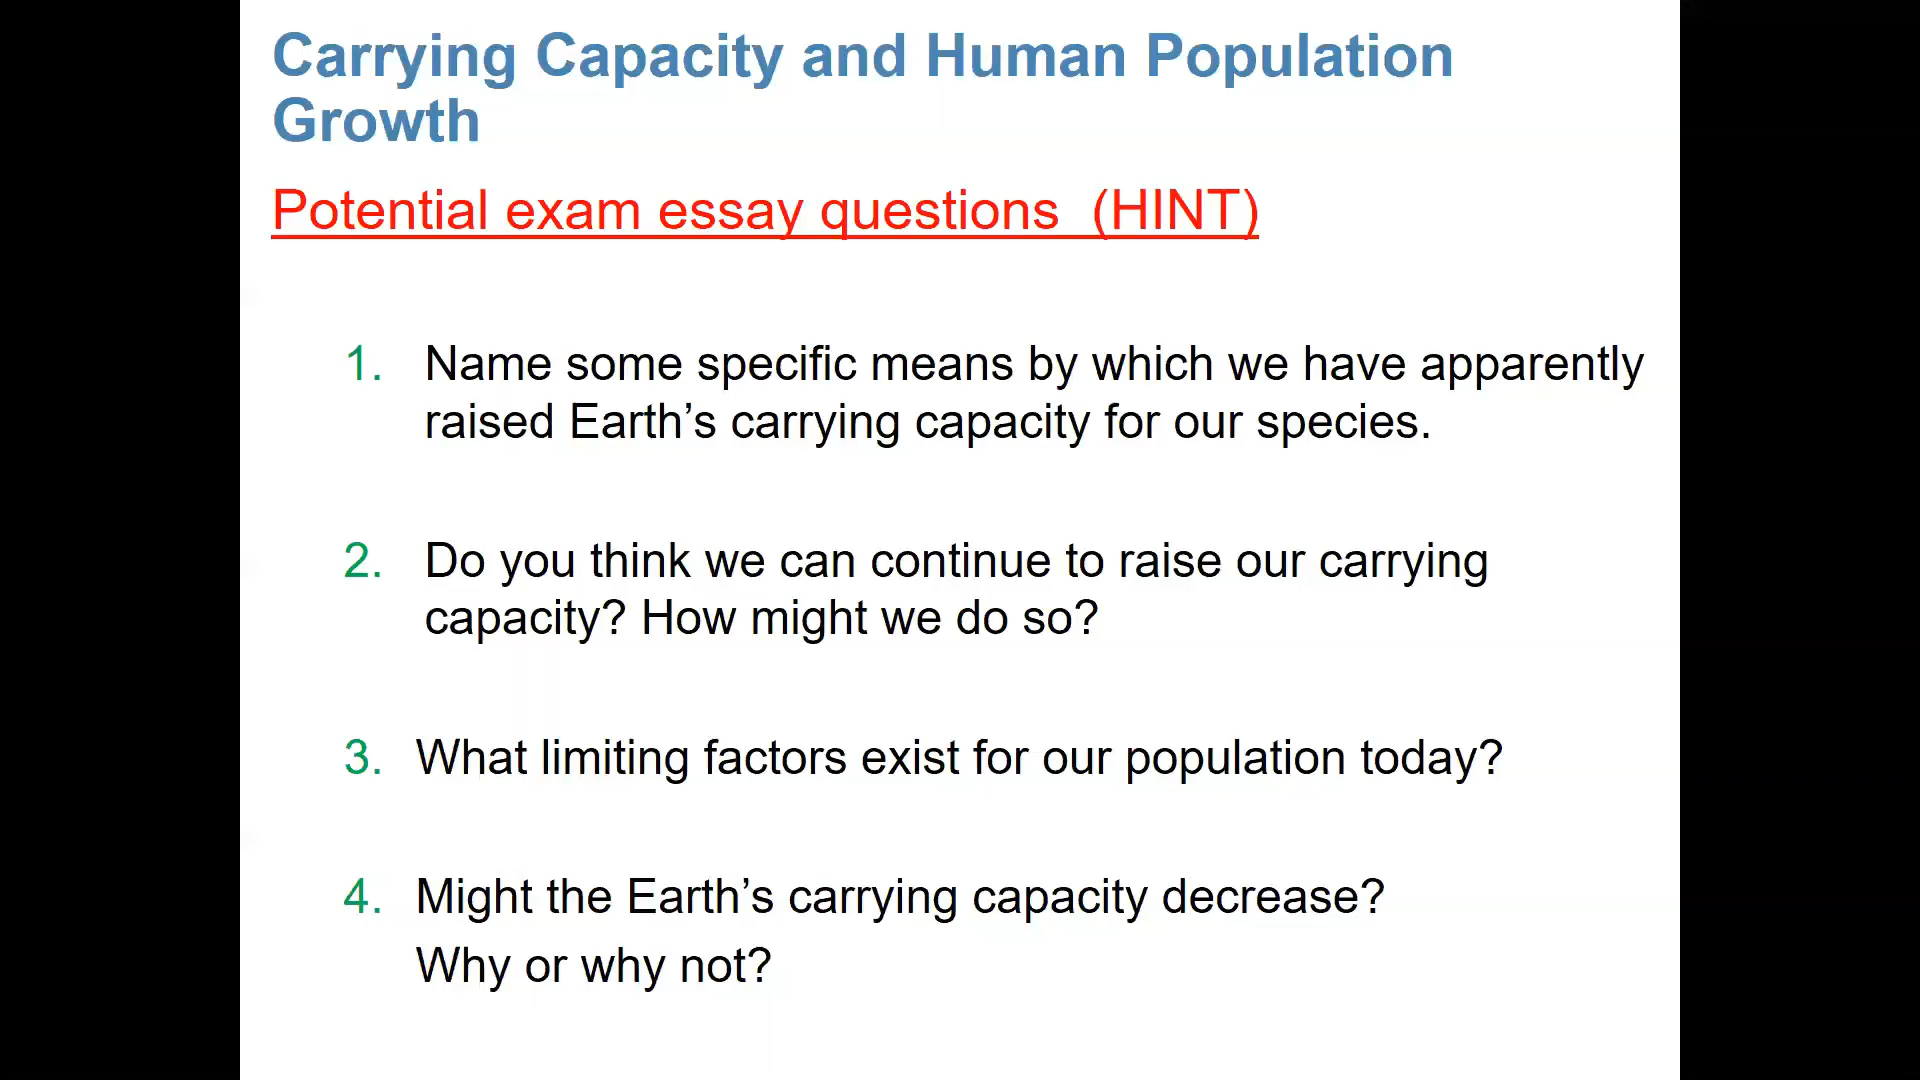 Carrying Capacity and Human Population
Growth
Potential exam essay questions (HINT)
1. Name some specific means by which we have apparently
raised Earth’s carrying capacity for our species.
2. Do you think we can continue to raise our carrying
capacity? How might we do so?
3. What limiting factors exist for our population today?
4. Might the Earth’s carrying capacity decrease?
Why or why not?